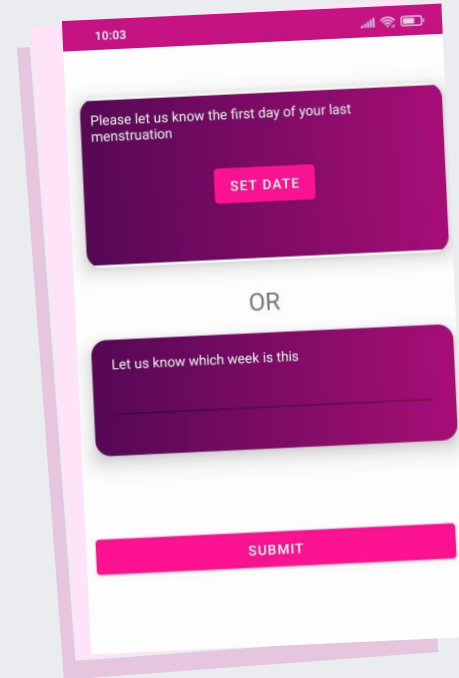 10:03
Please let us know the first day of your last
menstruation
SET DATE
OR
Let us know which week is this
SUBMIT